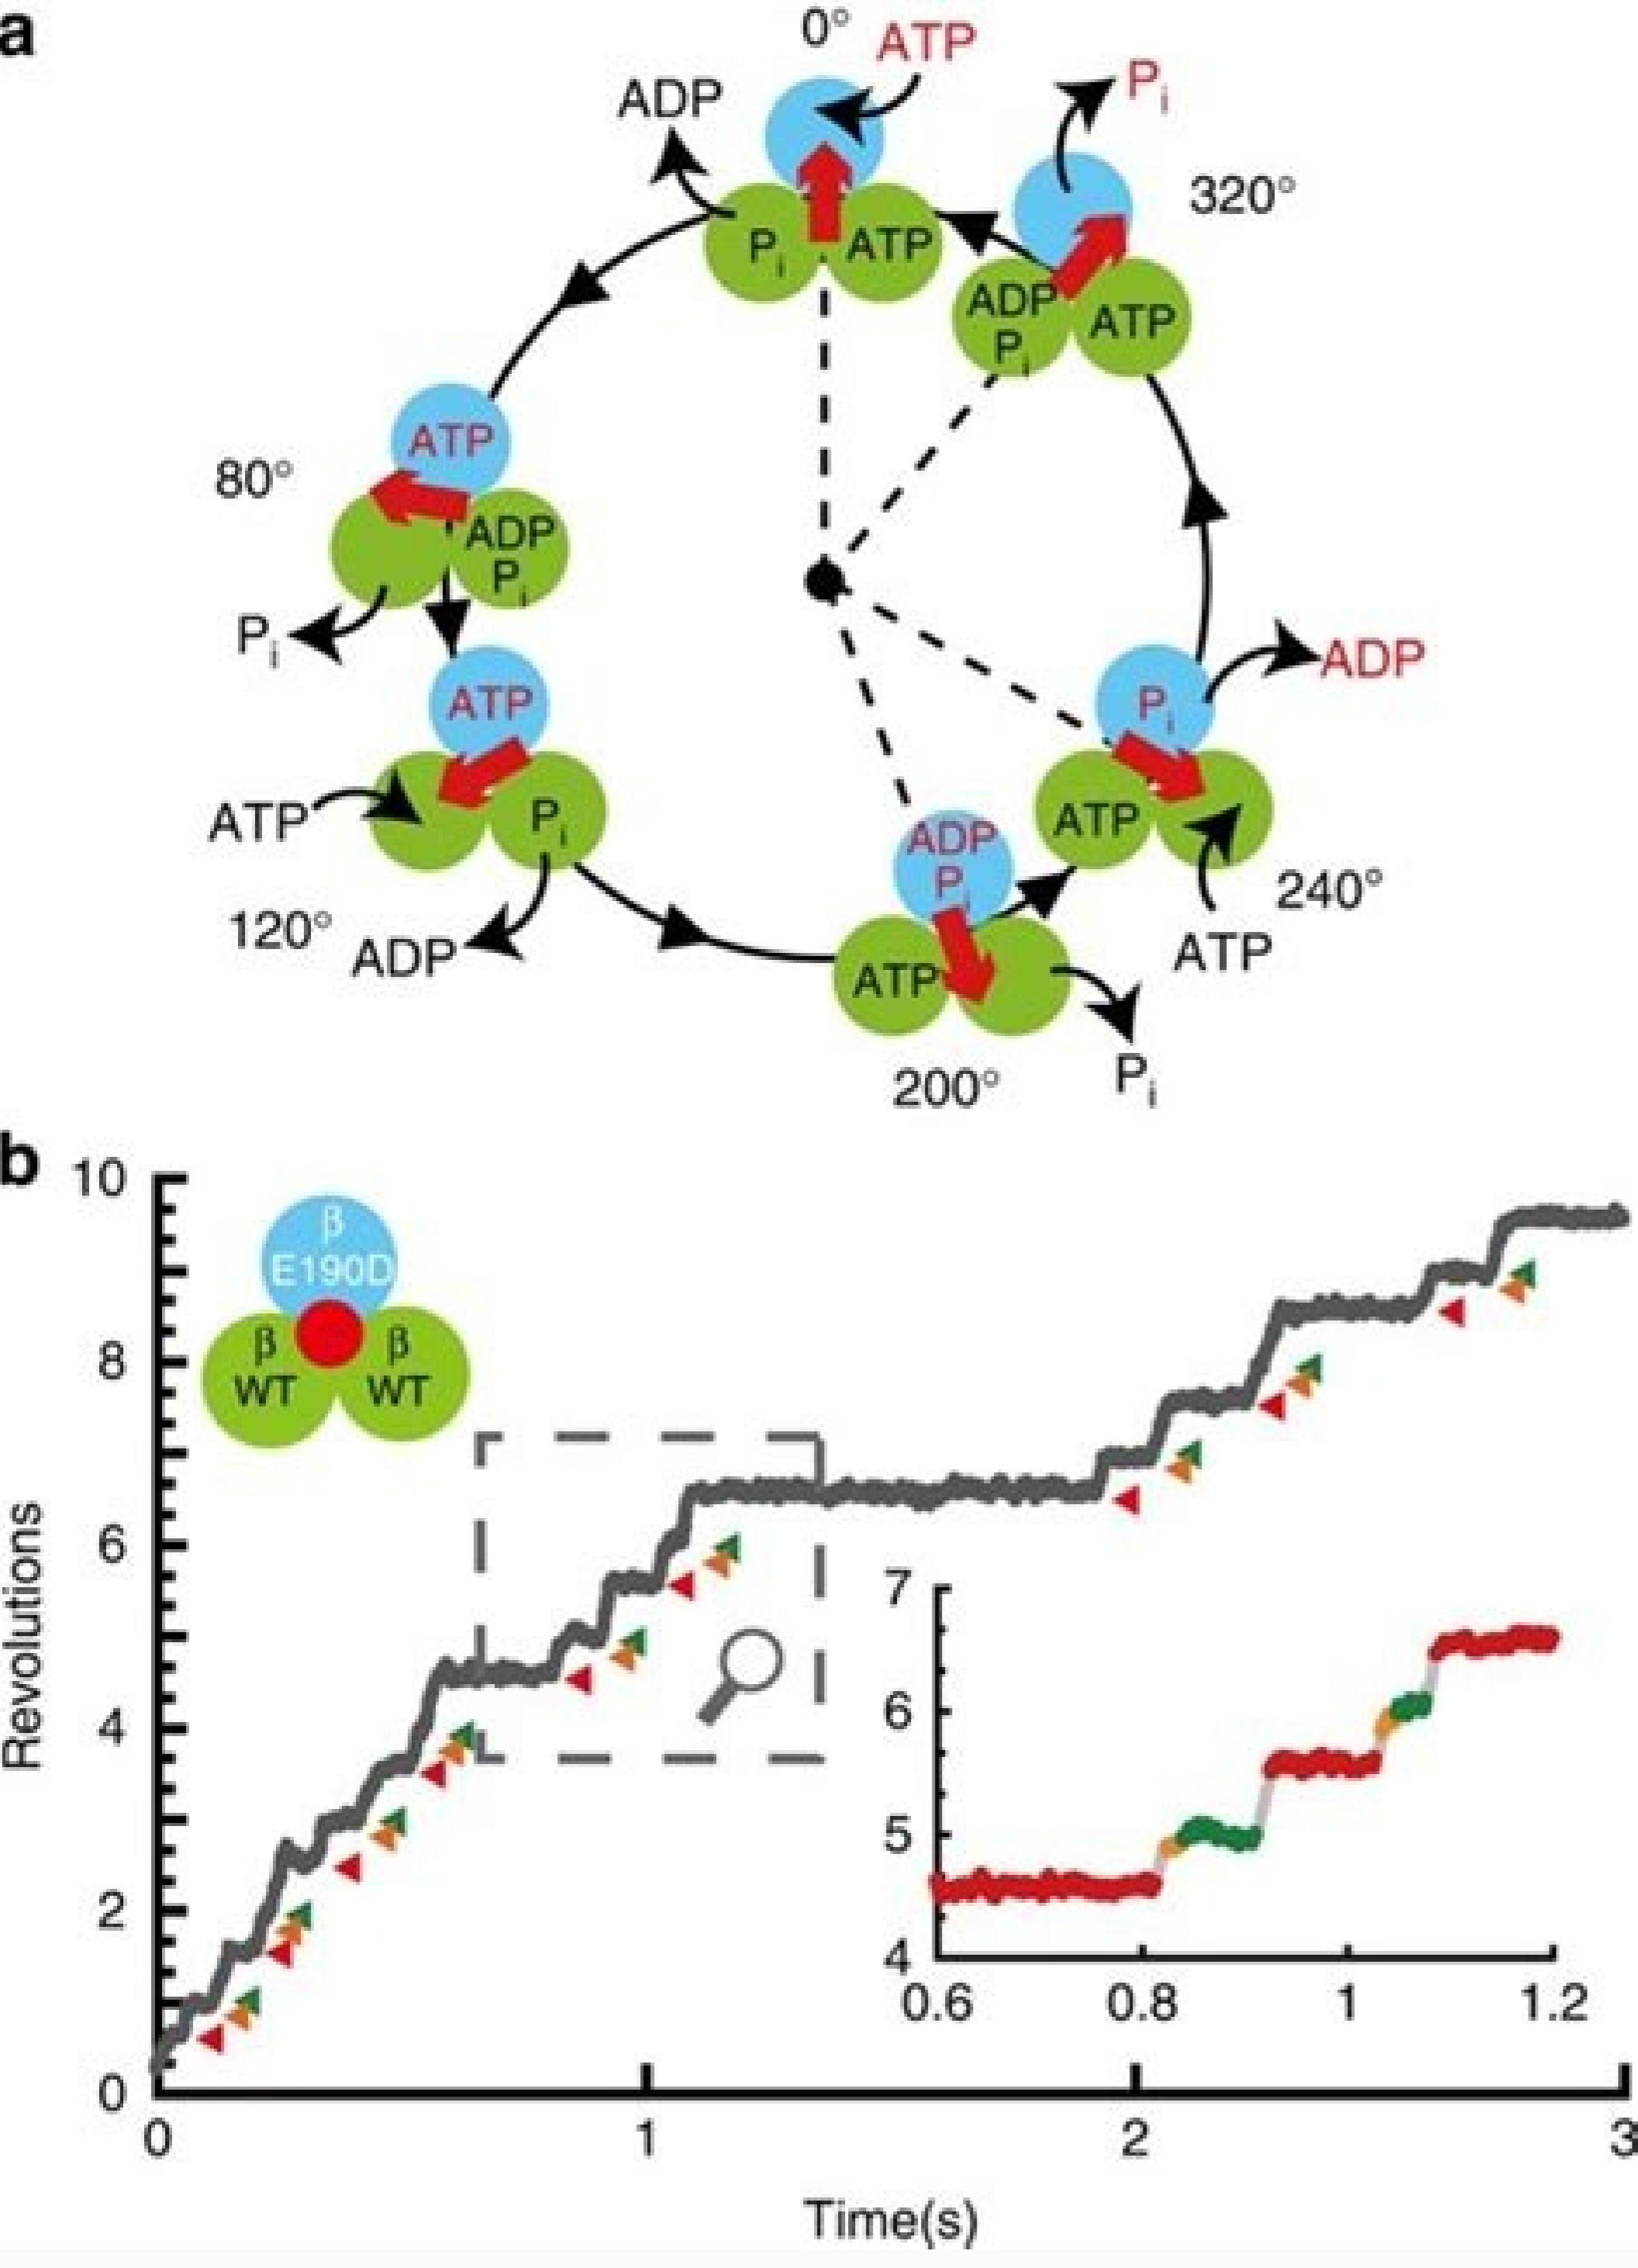 a
0°
ATP
ADP
Pi
320°
Pi
ATP
ADP
Pi
ATP
ATP
80°
ADP
Pi
Pi
ATP
Pi
ADP
ATP
Pi
ATP
120°
ADP
ADP
Pi
ATP
240°
ATP
200°
Pi
b
10
8
6
4
2
0
β
E190D
β
WT
β
WT
Revolutions
7
6
5
4
0.6
0.8
1
1.2
0
1
2
3
Time(s)